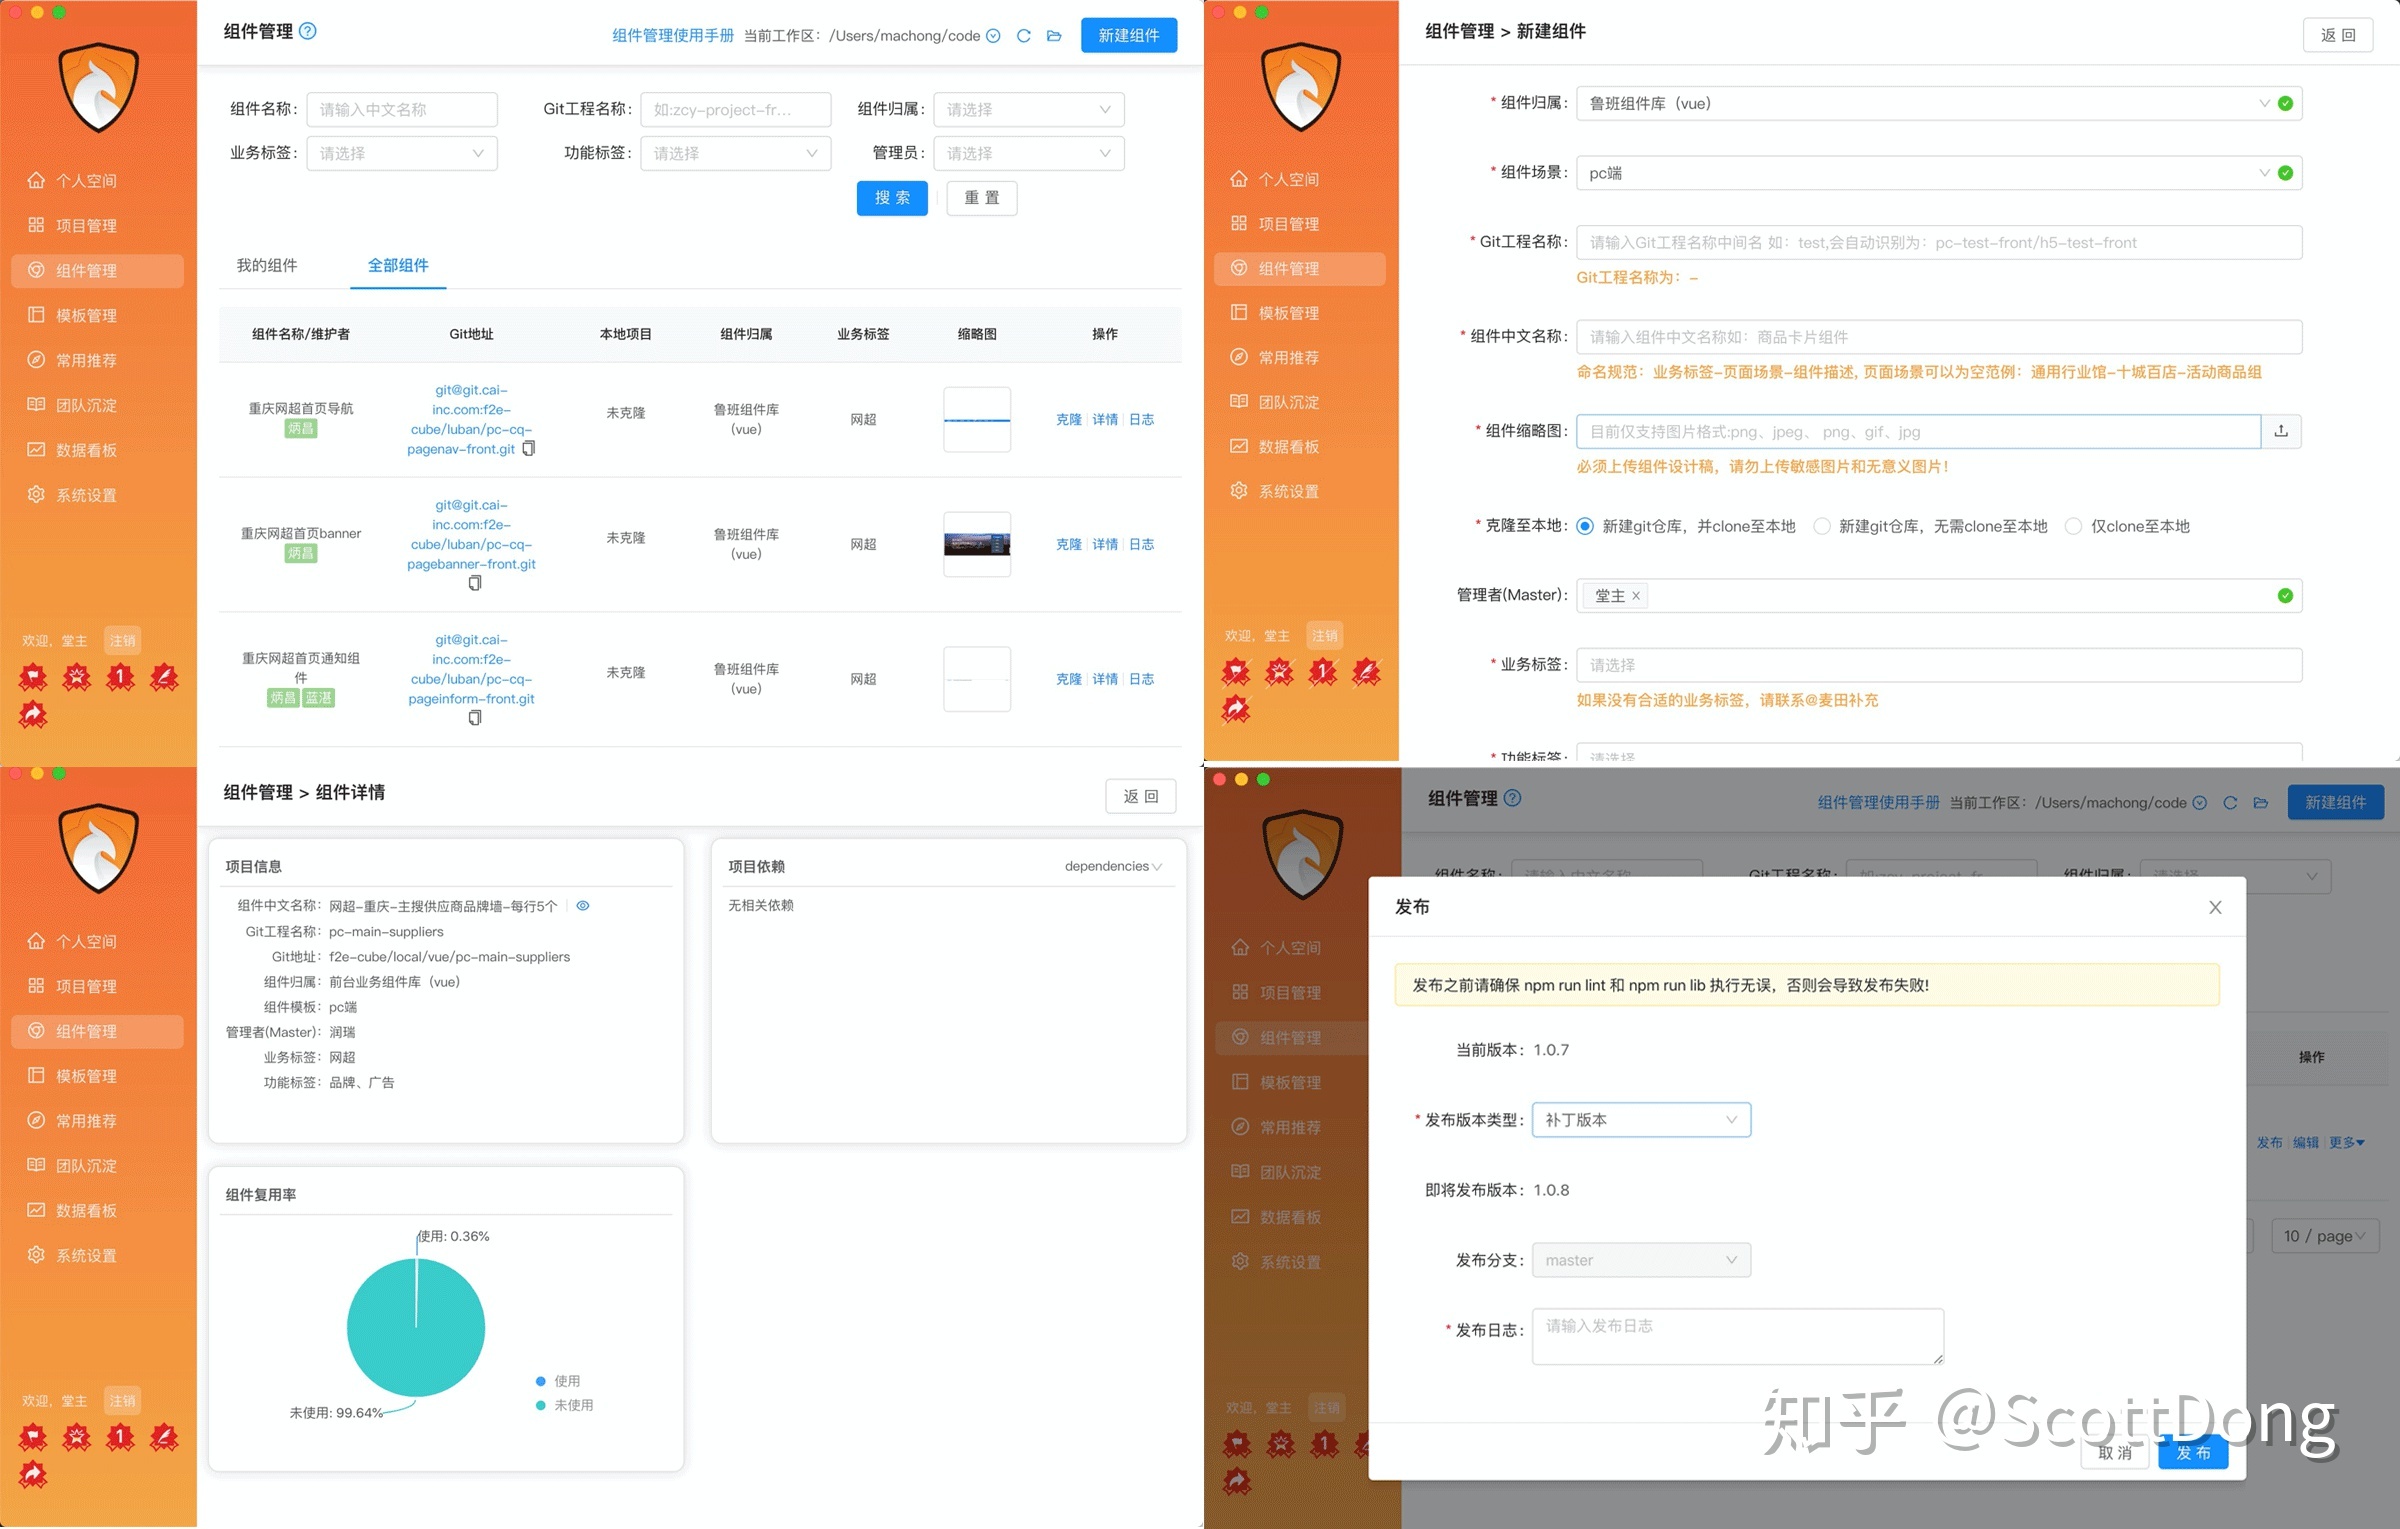 组件管理
组件管理使用手册 当前工作区：/Users/machong/code 新建组件
组件名称： 请输入中文名称 Git工程名称： 如:zcy-project-fr... 组件归属： 请选择
业务标签： 请选择 功能标签： 请选择 管理员： 请选择
搜 索 重 置
我的组件 全部组件
组件名称/维护者 Git地址 本地项目 组件归属 业务标签 缩略图 操作
重庆网超首页导航
炳昌
git@git.cai-
inc.com:f2e-
cube/luban/pc-cq-
pagenav-front.git
未克隆
鲁班组件库
(vue)
网超
克隆 详情 日志
重庆网超首页banner
炳昌
git@git.cai-
inc.com:f2e-
cube/luban/pc-cq-
pagebanner-front.git
未克隆
鲁班组件库
(vue)
网超
克隆 详情 日志
重庆网超首页通知组
件
炳昌 蓝湛
git@git.cai-
inc.com:f2e-
cube/luban/pc-cq-
pageinform-front.git
未克隆
鲁班组件库
(vue)
网超
克隆 详情 日志
个人空间
项目管理
组件管理
模板管理
常用推荐
团队沉淀
数据看板
系统设置
欢迎，堂主 注销
1
组件管理 > 新建组件
返 回
* 组件归属： 鲁班组件库（vue）
* 组件场景： pc端
* Git工程名称： 请输入Git工程名称中间名 如：test,会自动识别为：pc-test-front/h5-test-front
Git工程名称为：–
* 组件中文名称： 请输入组件中文名称如：商品卡片组件
命名规范：业务标签-页面场景-组件描述, 页面场景可以为空范例：通用行业馆-十城百店-活动商品组
* 组件缩略图： 目前仅支持图片格式:png、jpeg、 png、gif、jpg
必须上传组件设计稿，请勿上传敏感图片和无意义图片！
* 克隆至本地： 新建git仓库，并clone至本地 新建git仓库，无需clone至本地 仅clone至本地
管理者(Master)： 堂主 ×
* 业务标签： 请选择
如果没有合适的业务标签，请联系@麦田补充
* 功能标签： 请选择
个人空间
项目管理
组件管理
模板管理
常用推荐
团队沉淀
数据看板
系统设置
欢迎，堂主 注销
1
组件管理 > 组件详情
返 回
项目信息
组件中文名称： 网超-重庆-主搜供应商品牌墙-每行5个
Git工程名称： pc-main-suppliers
Git地址： f2e-cube/local/vue/pc-main-suppliers
组件归属： 前台业务组件库（vue)
组件模板： pc端
管理者(Master)： 润瑞
业务标签： 网超
功能标签： 品牌、广告
项目依赖 dependencies
无相关依赖
组件复用率
使用: 0.36%
未使用: 99.64%
使用
未使用
个人空间
项目管理
组件管理
模板管理
常用推荐
团队沉淀
数据看板
系统设置
欢迎，堂主 注销
1
组件管理
组件管理使用手册 当前工作区：/Users/machong/code 新建组件
组件名称： 请输入中文名称 Git工程名称： 如:zcy-project-fr... 组件归属： 请选择
操作
发布 编辑 更多
10 / page
个人空间
项目管理
组件管理
模板管理
常用推荐
团队沉淀
数据看板
系统设置
欢迎，堂主 注销
1
发布
发布之前请确保 npm run lint 和 npm run lib 执行无误，否则会导致发布失败!
当前版本： 1.0.7
* 发布版本类型： 补丁版本
即将发布版本： 1.0.8
发布分支： master
* 发布日志： 请输入发布日志
取 消 发 布
知乎 @ScottDong